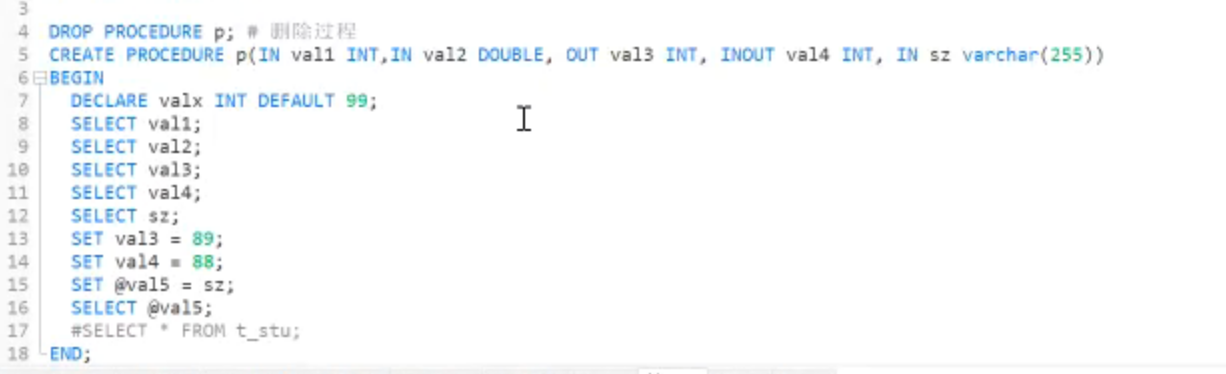 3
4 DROP PROCEDURE p; # 删除过程
5 CREATE PROCEDURE p(IN val1 INT,IN val2 DOUBLE, OUT val3 INT, INOUT val4 INT, IN sz varchar(255))
6 BEGIN
7 DECLARE valx INT DEFAULT 99;
8 SELECT val1;
9 SELECT val2;
10 SELECT val3;
11 SELECT val4;
12 SELECT sz;
13 SET val3 = 89;
14 SET val4 = 88;
15 SET @val5 = sz;
16 SELECT @val5;
17 #SELECT * FROM t_stu;
18 END;